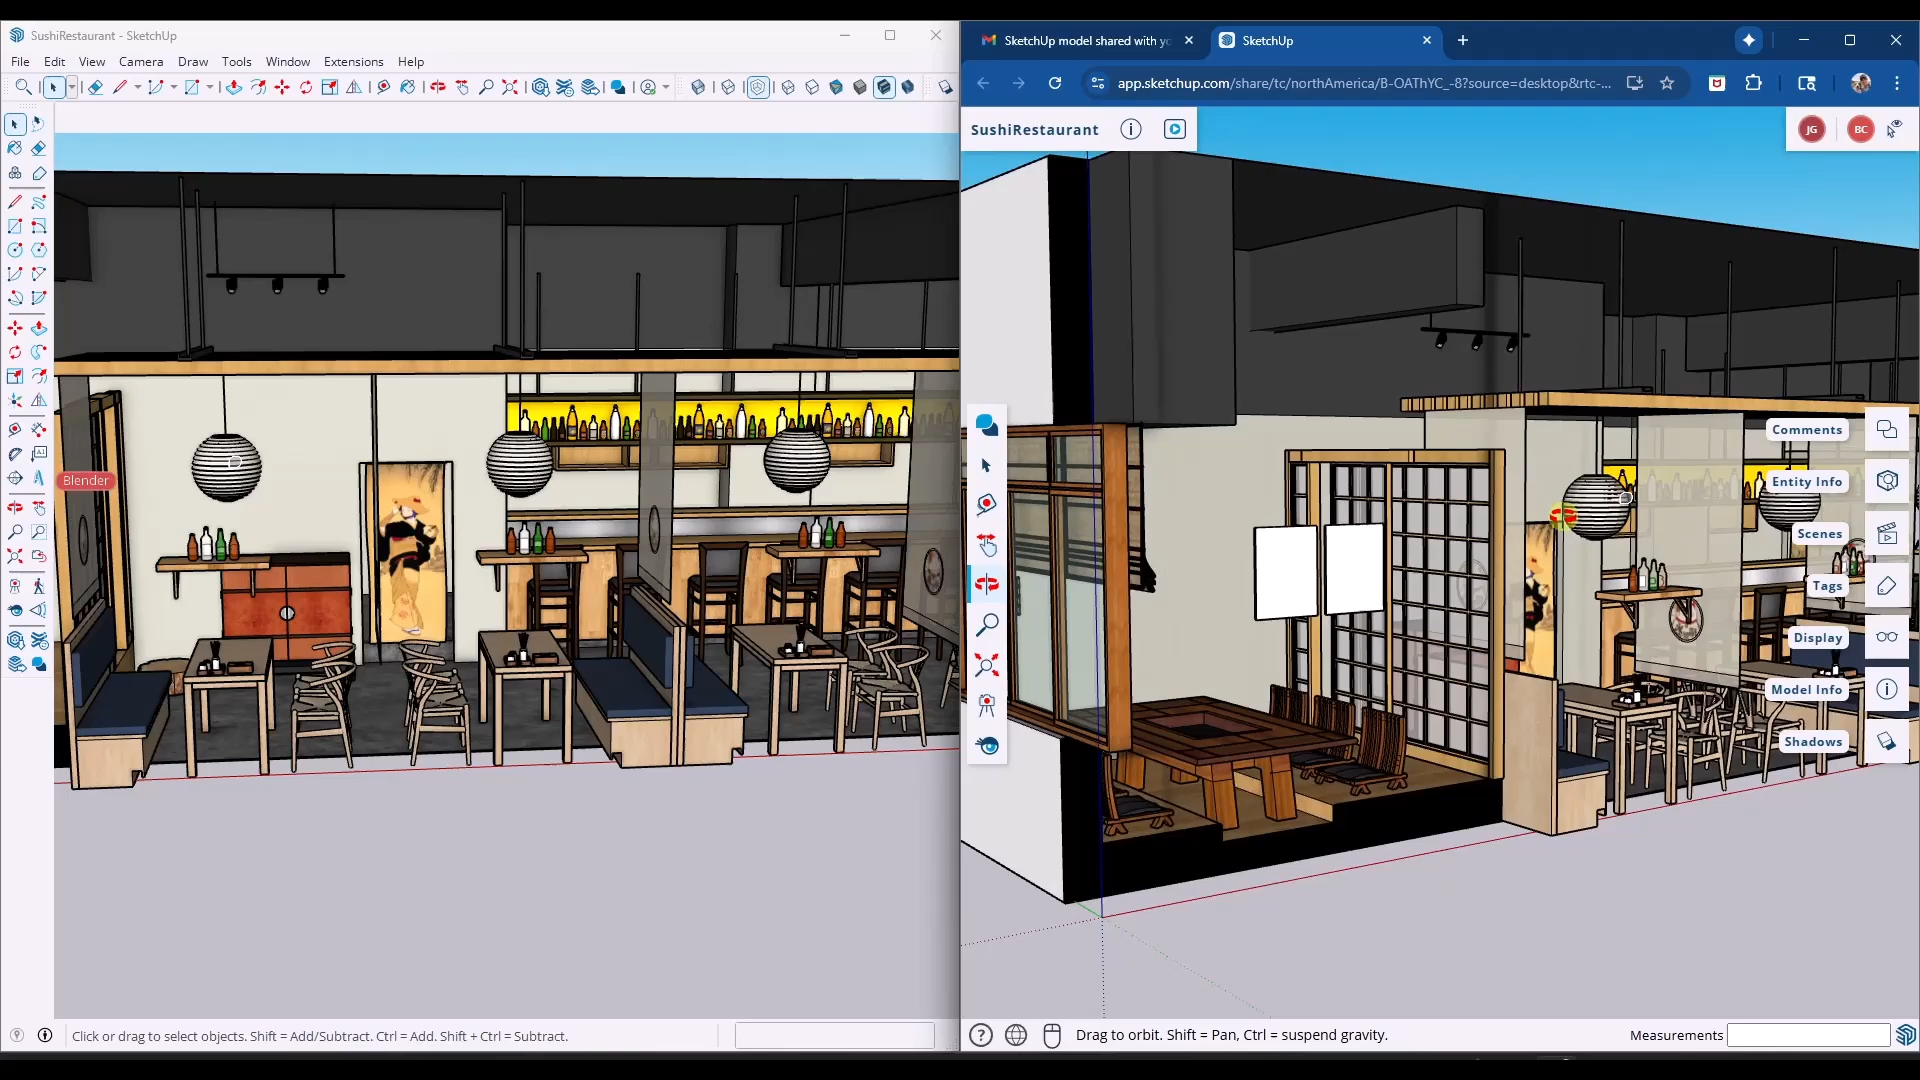 SushiRestaurant - SketchUp
File Edit View Camera Draw Tools Window Extensions Help
Blender
Click or drag to select objects. Shift = Add/Subtract. Ctrl = Add. Shift + Ctrl = Subtract.
SketchUp model shared with yo
SketchUp
app.sketchup.com/share/tc/northAmerica/B-OAThYC_-8?source=desktop&rtc-...
SushiRestaurant
JG
BC
Comments
Entity Info
Scenes
Tags
Display
Model Info
Shadows
Drag to orbit. Shift = Pan, Ctrl = suspend gravity.
Measurements